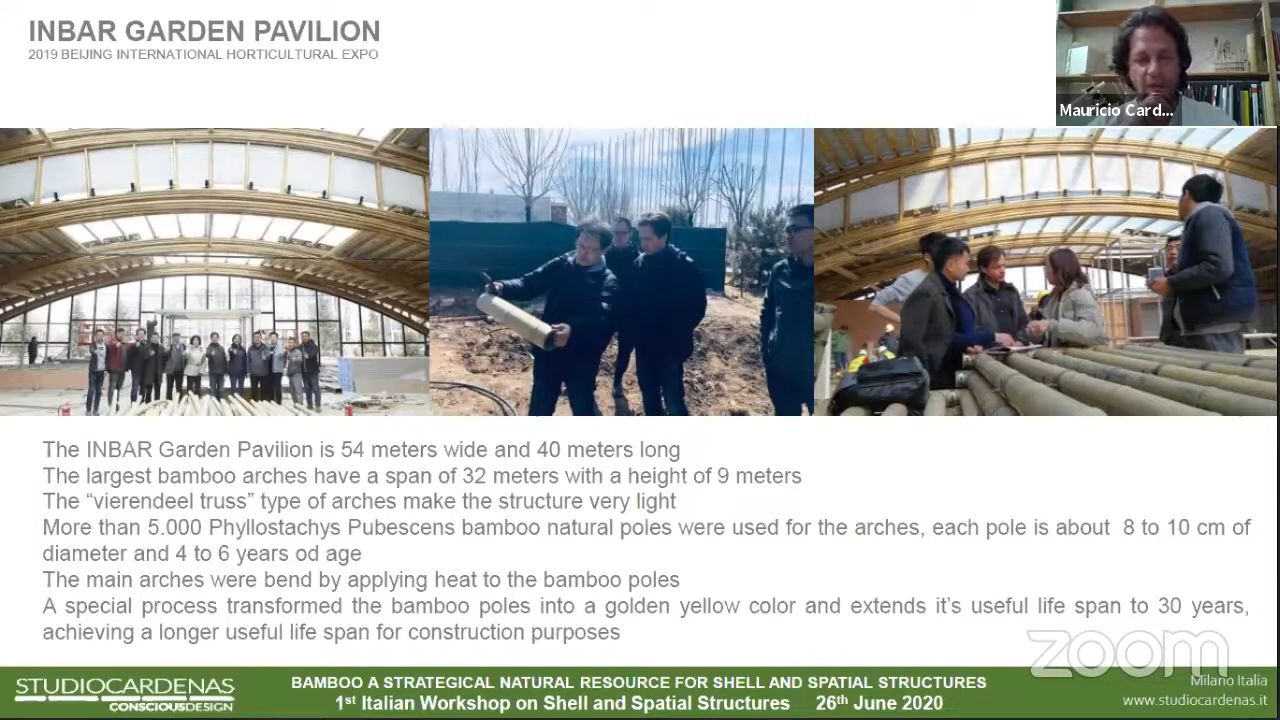 INBAR GARDEN PAVILION
2019 BEIJING INTERNATIONAL HORTICULTURAL EXPO
Mauricio Card...
The INBAR Garden Pavilion is 54 meters wide and 40 meters long
The largest bamboo arches have a span of 32 meters with a height of 9 meters
The “vierendeel truss” type of arches make the structure very light
More than 5.000 Phyllostachys Pubescens bamboo natural poles were used for the arches, each pole is about 8 to 10 cm of
diameter and 4 to 6 years od age
The main arches were bend by applying heat to the bamboo poles
A special process transformed the bamboo poles into a golden yellow color and extends it’s useful life span to 30 years,
achieving a longer useful life span for construction purposes
zoom
STUDIOCARDENAS
CONSCIOUSDESIGN
BAMBOO A STRATEGICAL NATURAL RESOURCE FOR SHELL AND SPATIAL STRUCTURES
1st Italian Workshop on Shell and Spatial Structures 26th June 2020
Milano Italia
www.studiocardenas.it